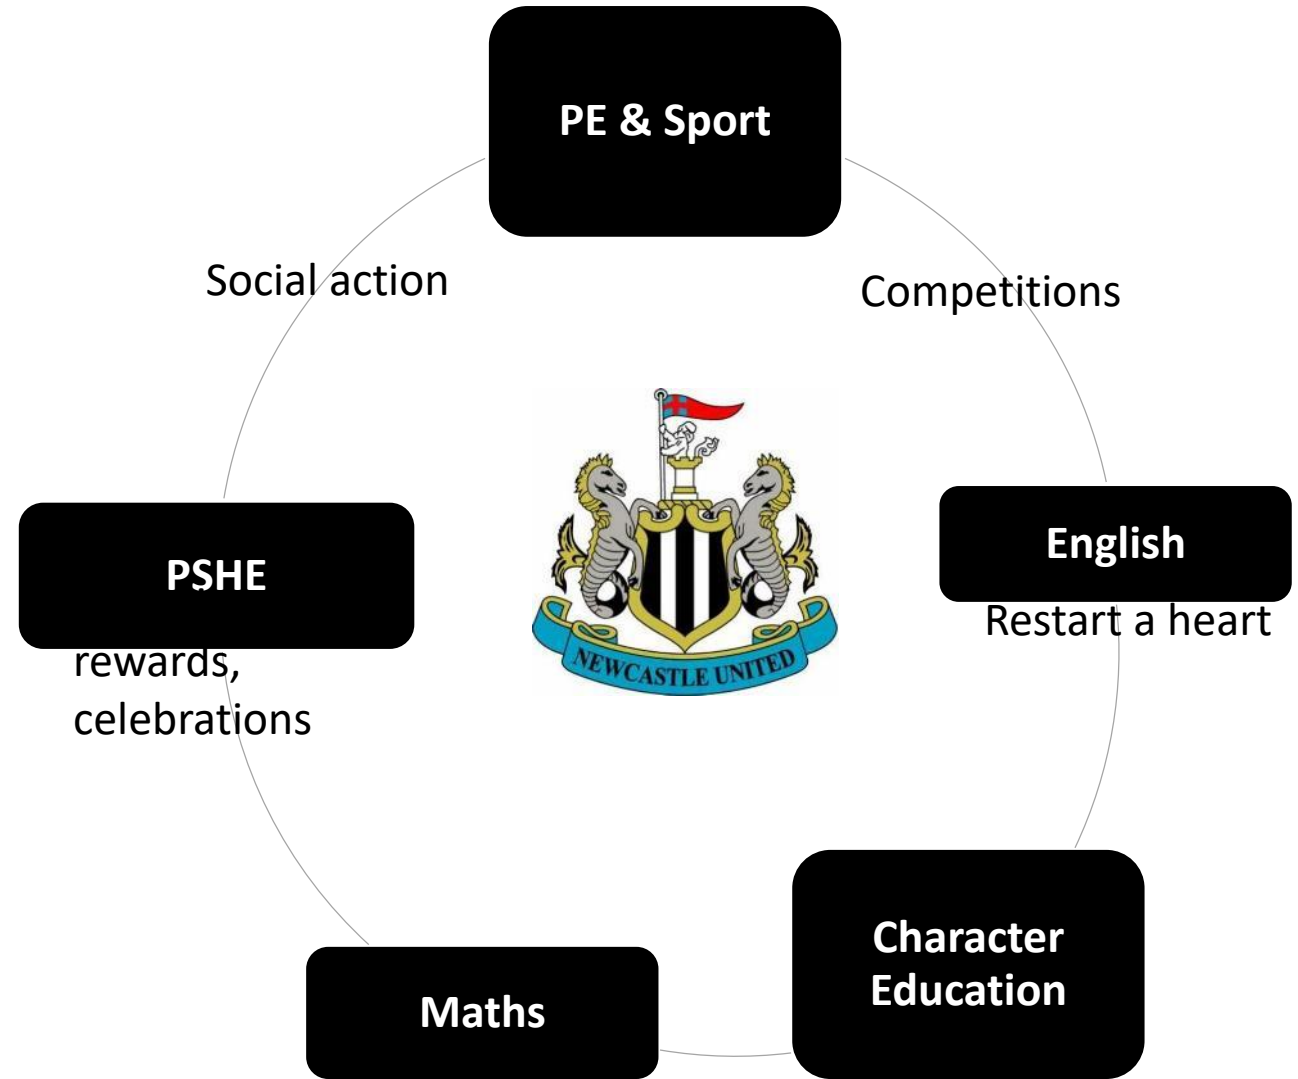 PE & Sport
Social action
Competitions
English
PSHE
Restart a heart
rewards,
celebrations
NEWCASTLE UNITED
Character
Education
Maths